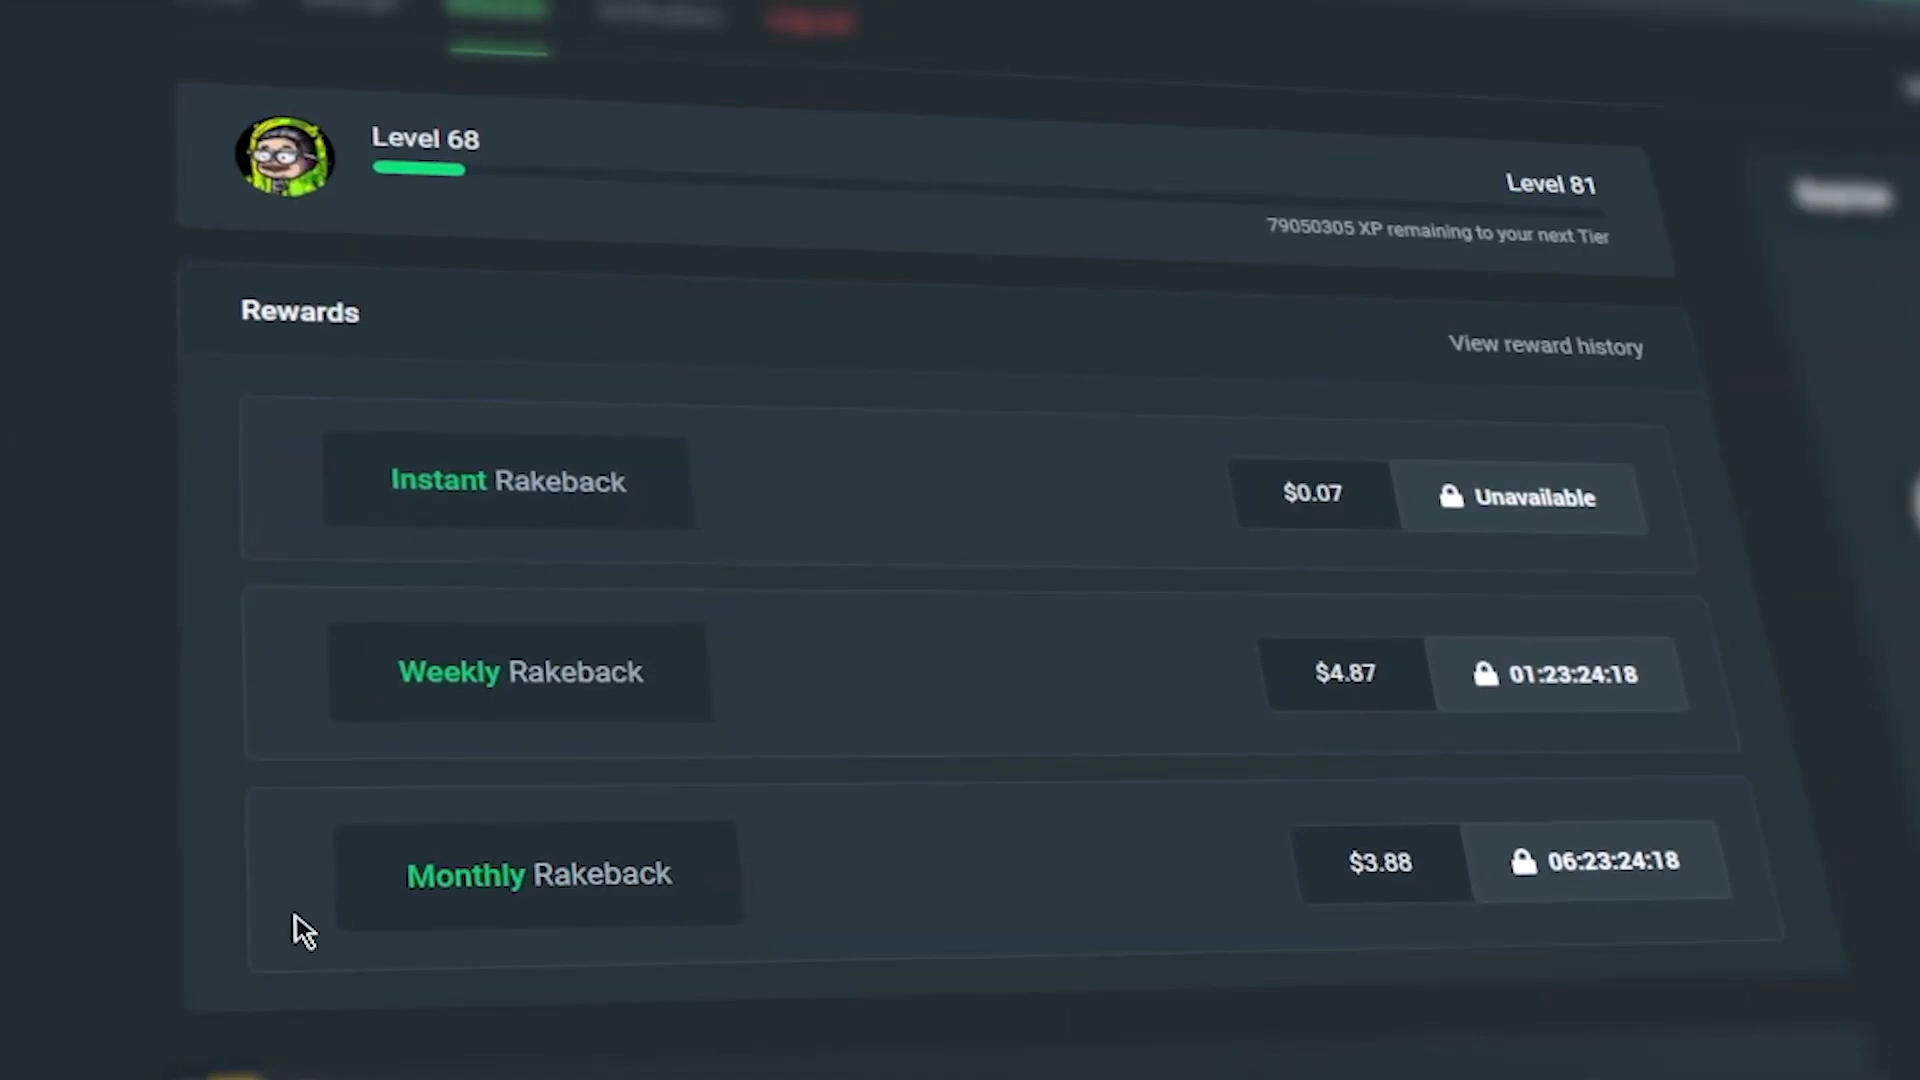 Level 68
Level 81
79050305 XP remaining to your next Tier
Rewards
View reward history
Instant Rakeback
$0.07
Unavailable
Weekly Rakeback
$4.87
01:23:24:18
Monthly Rakeback
$3.88
06:23:24:18